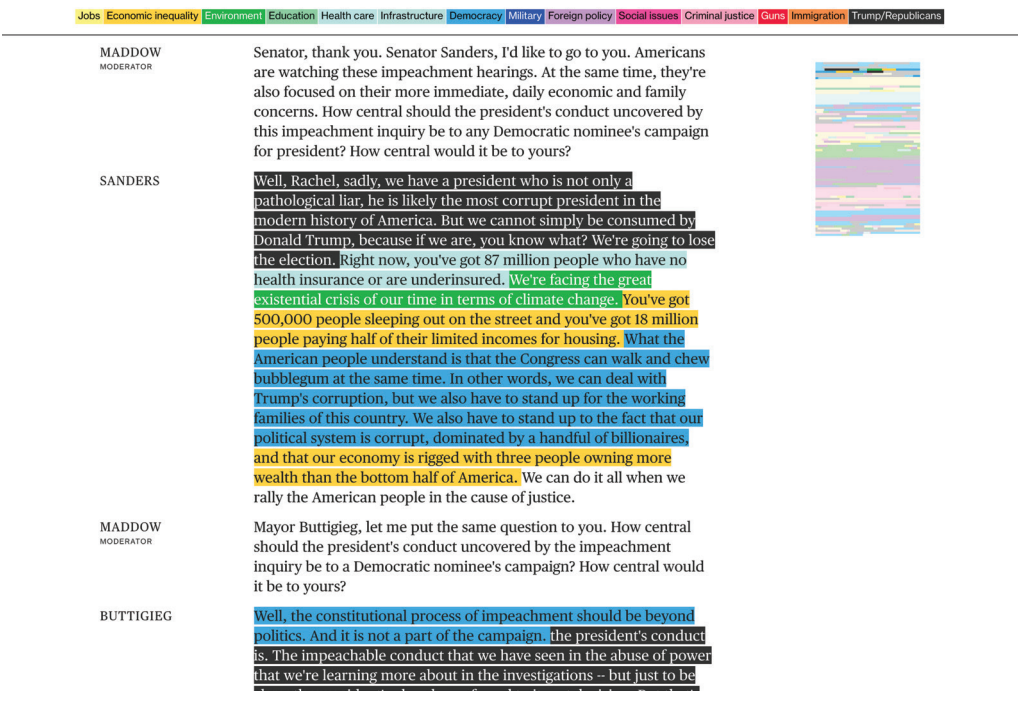 Jobs Economic inequality Environment Education Health care Infrastructure Democracy Military Foreign policy Social issues Criminal justice Guns Immigration Trump/Republicans
MADDOW
MODERATOR
Senator, thank you. Senator Sanders, I'd like to go to you. Americans
are watching these impeachment hearings. At the same time, they're
also focused on their more immediate, daily economic and family
concerns. How central should the president's conduct uncovered by
this impeachment inquiry be to any Democratic nominee's campaign
for president? How central would it be to yours?
SANDERS
Well, Rachel, sadly, we have a president who is not only a
pathological liar, he is likely the most corrupt president in the
modern history of America. But we cannot simply be consumed by
Donald Trump, because if we are, you know what? We're going to lose
the election. Right now, you've got 87 million people who have no
health insurance or are underinsured. We're facing the great
existential crisis of our time in terms of climate change. You've got
500,000 people sleeping out on the street and you've got 18 million
people paying half of their limited incomes for housing. What the
American people understand is that the Congress can walk and chew
bubblegum at the same time. In other words, we can deal with
Trump's corruption, but we also have to stand up for the working
families of this country. We also have to stand up to the fact that our
political system is corrupt, dominated by a handful of billionaires,
and that our economy is rigged with three people owning more
wealth than the bottom half of America. We can do it all when we
rally the American people in the cause of justice.
MADDOW
MODERATOR
Mayor Buttigieg, let me put the same question to you. How central
should the president's conduct uncovered by the impeachment
inquiry be to a Democratic nominee's campaign? How central would
it be to yours?
BUTTIGIEG
Well, the constitutional process of impeachment should be beyond
politics. And it is not a part of the campaign. the president's conduct
is. The impeachable conduct that we have seen in the abuse of power
that we're learning more about in the investigations -- but just to be